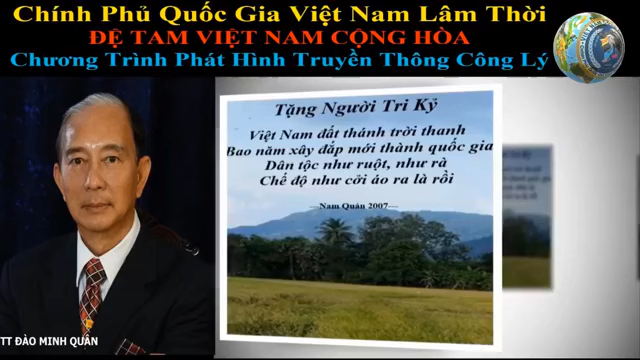 Chính Phủ Quốc Gia Việt Nam Lâm Thời
ĐỆ TAM VIỆT NAM CỘNG HÒA
Chương Trình Phát Hình Truyền Thông Công Lý
Tặng Người Tri Kỷ
Việt Nam đất thánh trời thanh
Bao năm xây đắp mới thành quốc gia
Dân tộc như ruột, như rà
Chế độ như cởi áo ra là rồi
---Nam Quân 2007---
TT ĐÀO MINH QUÂN